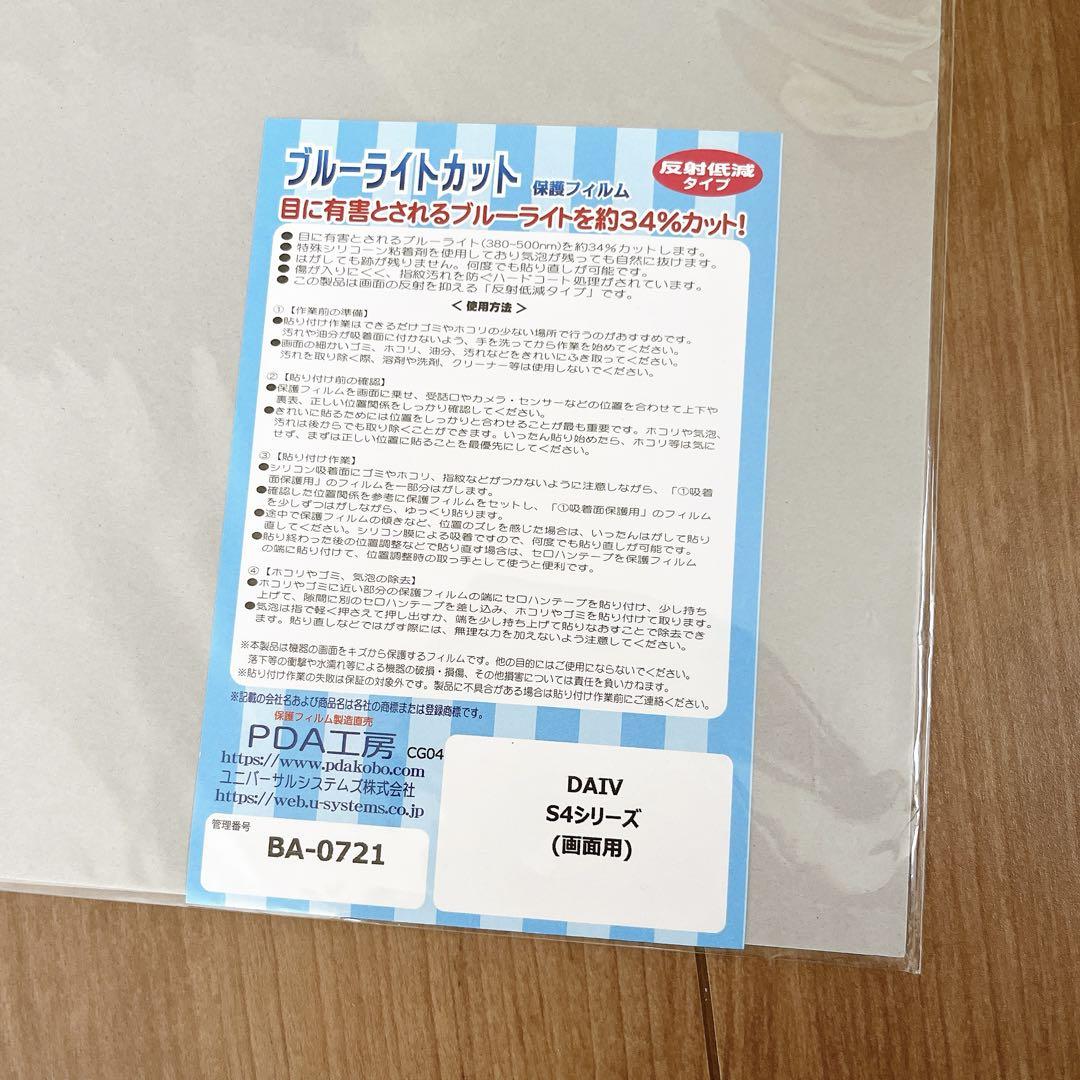 ブルーライトカット 保護フィルム
反射低減
タイプ
目に有害とされるブルーライトを約34%カット!
● 目に有害とされるブルーライト(380~500nm)を約34%カットします。
● 特殊シリコーン粘着剤を使用しており気泡が残っても自然に抜けます。
● はがしても跡が残りません。何度でも貼り直しが可能です。
● 傷が入りにくく、指紋汚れを防ぐハードコート処理がされています。
● この製品は画面の反射を抑える「反射低減タイプ」です。
< 使用方法 >
①【作業前の準備】
●貼り付け作業はできるだけゴミやホコリの少ない場所で行うのがおすすめです。
汚れや油分が吸着面に付かないよう、手を洗ってから作業を始めてください。
●画面の細かいゴミ、ホコリ、油分、汚れなどをきれいにふき取ってください。
汚れを取り除く際、溶剤や洗剤、クリーナー等は使用しないでください。
②【貼り付け前の確認】
●保護フィルムを画面に乗せ、受話口やカメラ・センサーなどの位置を合わせて上下や
裏表、正しい位置関係をしっかり確認してください。
●きれいに貼るためには位置をしっかりと合わせることが最も重要です。ホコリや気泡、
汚れは後からでも取り除くことができます。いったん貼り始めたら、ホコリ等は気に
せず、まずは正しい位置に貼ることを最優先にしてください。
③【貼り付け作業】
●シリコン吸着面にゴミやホコリ、指紋などがつかないように注意しながら、「①吸着
面保護用」のフィルムを一部分はがします。
●確認した位置関係を参考に保護フィルムをセットし、「①吸着面保護用」のフィルム
を少しずつはがしながら、ゆっくり貼ります。
●途中で保護フィルムの傾きなど、位置のズレを感じた場合は、いったんはがして貼り
直してください。シリコン膜による吸着ですので、何度でも貼り直しが可能です。
●貼り終わった後の位置調整などで貼り直す場合は、セロハンテープを保護フィルム
の端に貼り付けて、位置調整時の取っ手として使うと便利です。
④【ホコリやゴミ、気泡の除去】
●ホコリやゴミに近い部分の保護フィルムの端にセロハンテープを貼り付け、少し持ち
上げて、隙間に別のセロハンテープを差し込み、ホコリやゴミを貼り付けて取ります。
●気泡は指で軽く押さえて押し出すか、端を少し持ち上げて貼りなおすことで除去でき
ます。貼り直しなどではがす際には、無理な力を加えないよう注意してください。
※本製品は機器の画面をキズから保護するフィルムです。他の目的にはご使用にならないでください。
落下等の衝撃や水濡れ等による機器の破損・損傷、その他損害については責任を負いかねます。
※貼り付け作業の失敗は保証の対象外です。製品に不具合がある場合は貼り付け作業前にご連絡ください。
※記載の会社名および商品名は各社の商標または登録商標です。
保護フィルム製造直売
PDA工房 CG04
https://www.pdakobo.com
ユニバーサルシステムズ株式会社
https://web.u-systems.co.jp
管理番号
BA-0721
DAIV
S4シリーズ
(画面用)